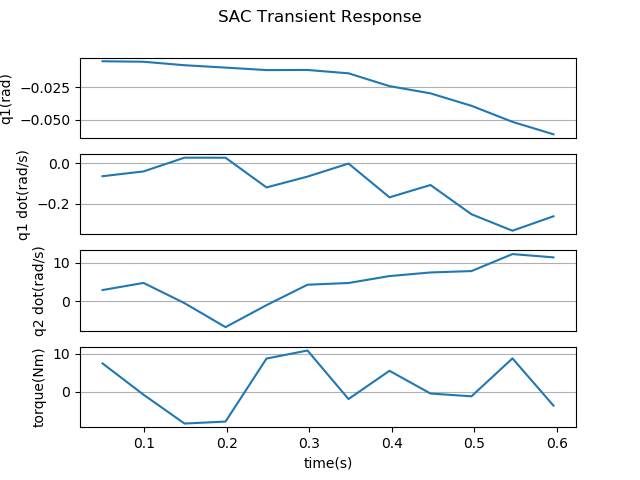 SAC Transient Response
q1(rad)
−0.025
−0.050
q1 dot(rad/s)
0.0
−0.2
q2 dot(rad/s)
10
0
torque(Nm)
10
0
0.1 0.2 0.3 0.4 0.5 0.6
time(s)